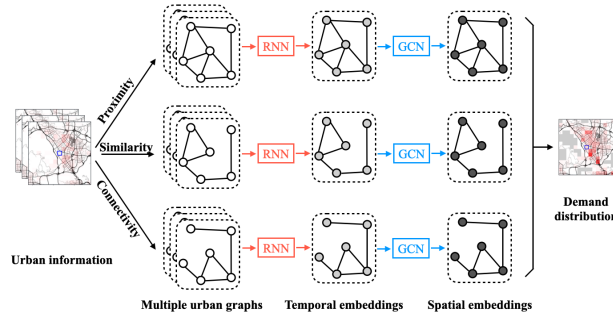 Proximity
RNN
GCN
Similarity
RNN
GCN
Connectivity
RNN
GCN
Urban information
Multiple urban graphs
Temporal embeddings
Spatial embeddings
Demand
distribution